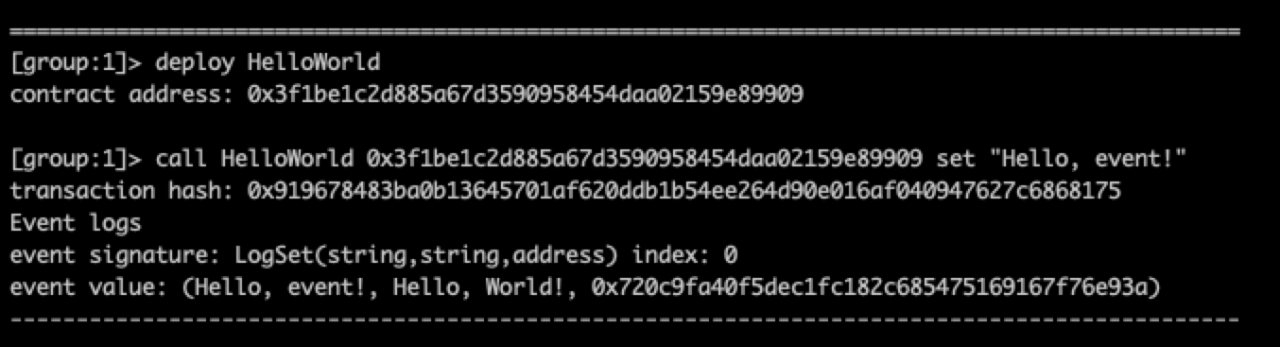 [group:1]> deploy HelloWorld
contract address: 0x3f1be1c2d885a67d3590958454daa02159e89909
[group:1]> call HelloWorld 0x3f1be1c2d885a67d3590958454daa02159e89909 set "Hello, event!"
transaction hash: 0x919678483ba0b13645701af620ddb1b54ee264d90e016af040947627c6868175
Event logs
event signature: LogSet(string,string,address) index: 0
event value: (Hello, event!, Hello, World!, 0x720c9fa40f5dec1fc182c685475169167f76e93a)